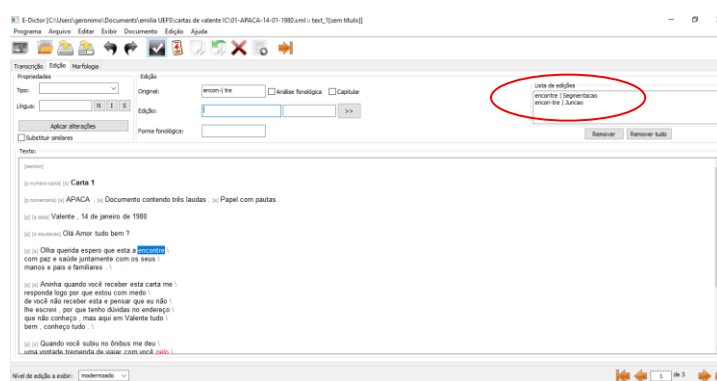 E-Dictor [C:\Users\geronimo\Documents\emilia UEFS\cartas de valente IC\01-APACA-14-01-1980.xml :: text_1[sem título]]
Programa Arquivo Editar Exibir Documento Edição Ajuda
Transcrição Edição Morfologia
Propriedades
Tipo:
Língua: N I S
Aplicar alterações
Substituir similares
Edição
Original: encon-| tre Análise fonológica Capitular
Edição: >>
Forma fonológica:
Lista de edições
encontre | Segmentacao
encon-tre | Juncao
Remover Remover tudo
Texto:
[section]
[p:numero-carta] [s] Carta 1
[p:comentario] [s] APACA . [s] Documento contendo três laudas . [s] Papel com pautas .
[p] [s:data] Valente , 14 de janeiro de 1980
[p] [s:saudacao] Olá Amor tudo bem ?
[p] [s] Olha querida espero que esta a encontre \
com paz e saúde juntamente com os seus \
manos e pais e familiares . \
[p] [s] Aninha quando você receber esta carta me \
responda logo por que estou com medo \
de você não receber esta e pensar que eu não \
lhe escrevi , por que tenho dúvidas no endereço \
que não conheço , mas aqui em Valente tudo \
bem , conheço tudo . \
[p] [s] Quando você subiu no ônibus me deu \
uma vontade tremenda de viajar com você pelo \
Nível de edição a exibir: modernizado
1 de 3